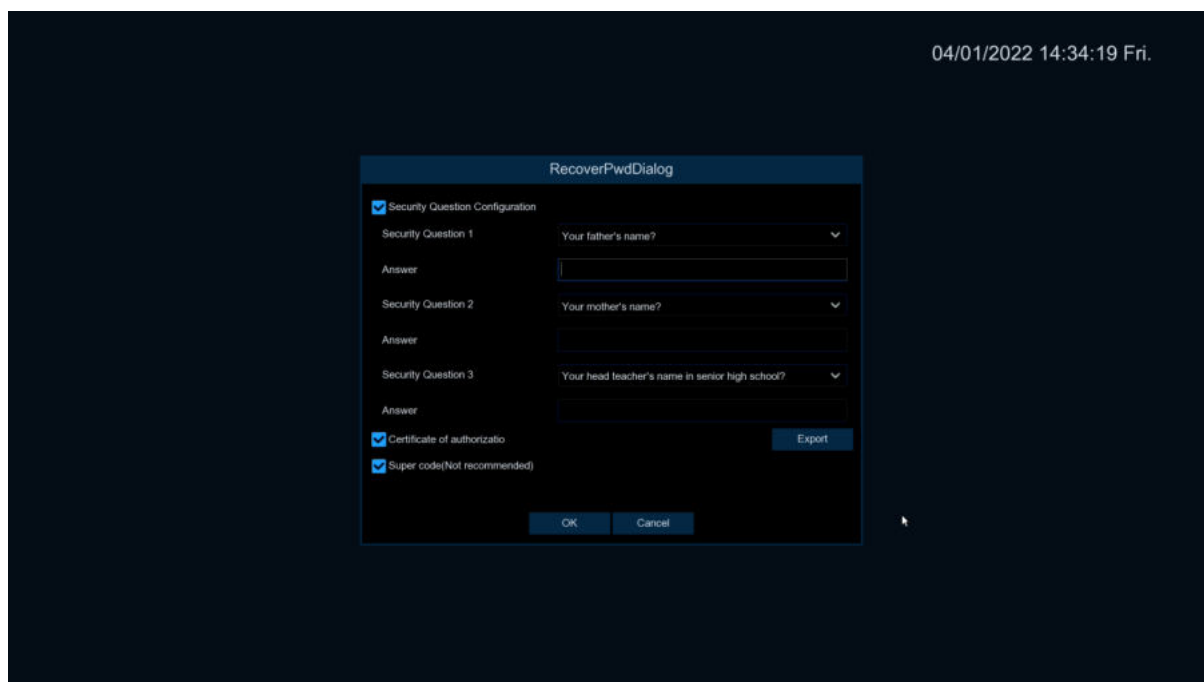 04/01/2022 14:34:19 Fri.
RecoverPwdDialog
Security Question Configuration
Security Question 1 Your father's name?
Answer
Security Question 2 Your mother's name?
Answer
Security Question 3 Your head teacher's name in senior high school?
Answer
Certificate of authorizatio Export
Super code(Not recommended)
OK Cancel